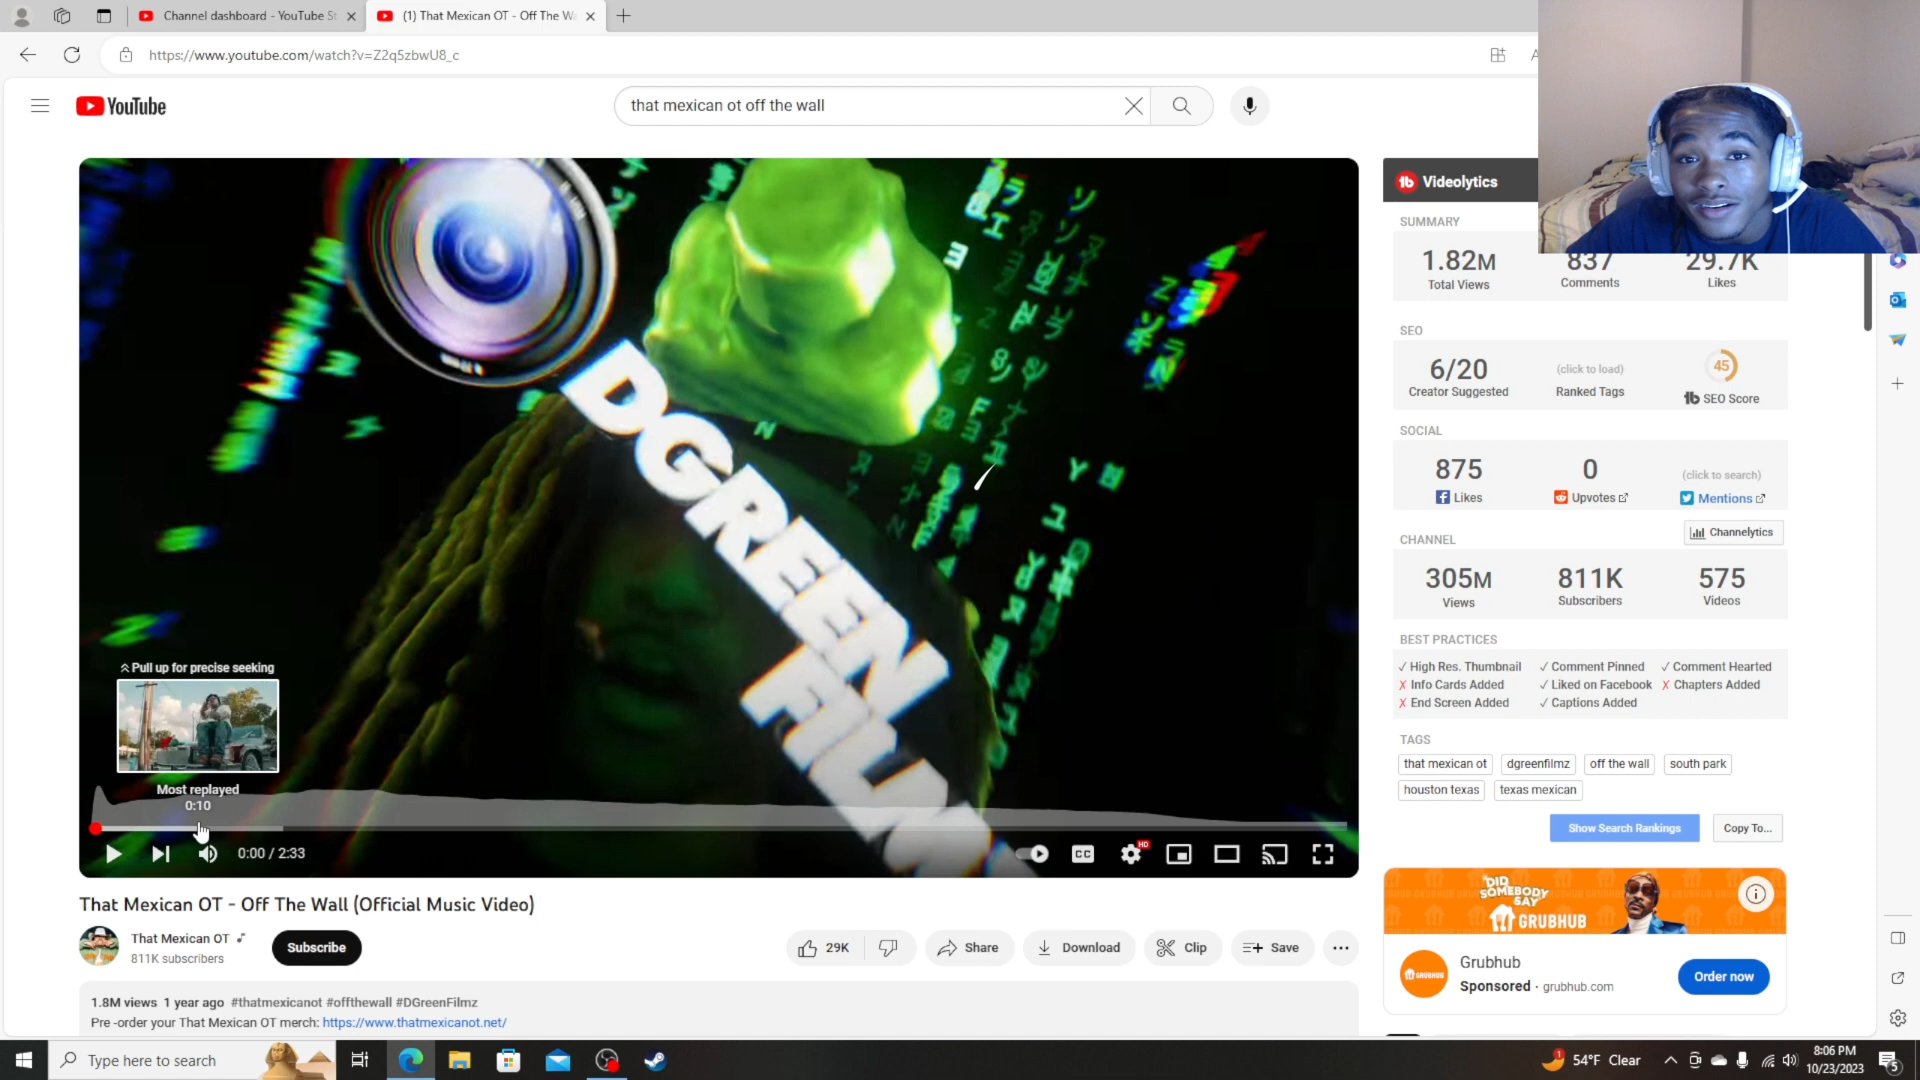 Channel dashboard - YouTube St
(1) That Mexican OT - Off The Wa
https://www.youtube.com/watch?v=Z2q5zbwU8_c
YouTube
that mexican ot off the wall
DGREEN
Pull up for precise seeking
Most replayed
0:10
0:00 / 2:33
CC
HD
That Mexican OT - Off The Wall (Official Music Video)
That Mexican OT
811K subscribers
Subscribe
29K
Share
Download
Clip
Save
1.8M views 1 year ago #thatmexicanot #offthewall #DGreenFilmz
Pre -order your That Mexican OT merch: https://www.thatmexicanot.net/
Videolytics
SUMMARY
1.82M 837 29.7K
Total Views Comments Likes
SEO
6/20 (click to load) 45
Creator Suggested Ranked Tags SEO Score
SOCIAL
875 0 (click to search)
Likes Upvotes Mentions
CHANNEL Channelytics
305M 811K 575
Views Subscribers Videos
BEST PRACTICES
✓ High Res. Thumbnail ✓ Comment Pinned ✓ Comment Hearted
✗ Info Cards Added ✓ Liked on Facebook ✗ Chapters Added
✗ End Screen Added ✓ Captions Added
TAGS
that mexican ot dgreenfilmz off the wall south park
houston texas texas mexican
Show Search Rankings Copy To...
DID
SOMEBODY
SAY
GRUBHUB
Grubhub
Sponsored · grubhub.com
Order now
Type here to search
54°F Clear
8:06 PM
10/23/2023
5